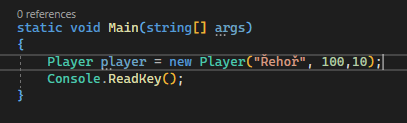 0 references
static void Main(string[] args)
{
Player player = new Player("Řehoř", 100,10);
Console.ReadKey();
}